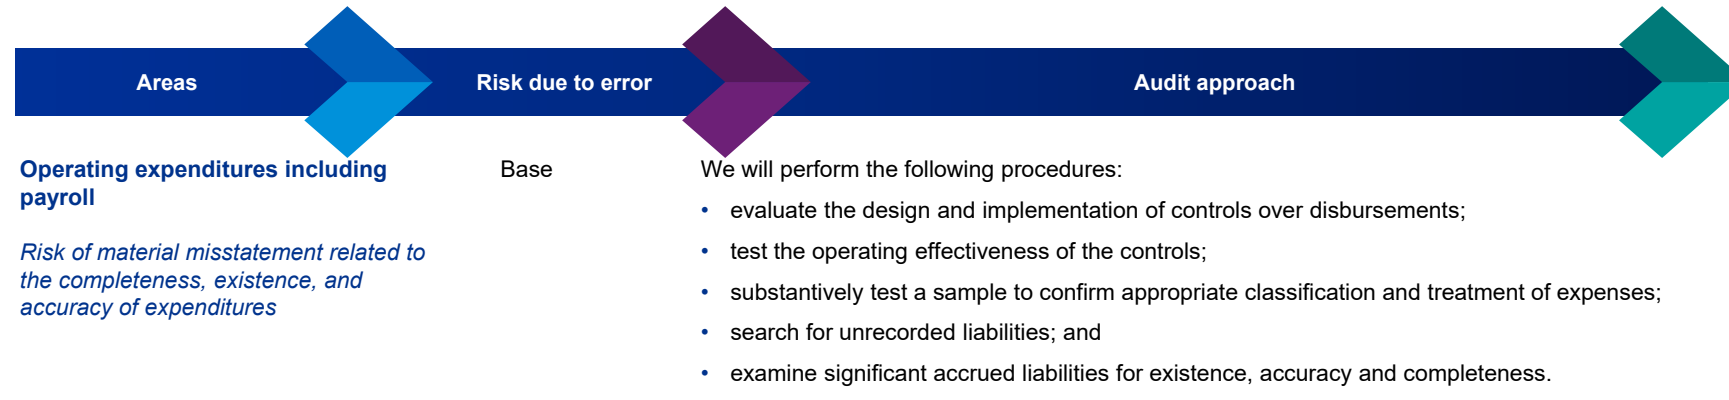 Areas
Risk due to error
Audit approach
Operating expenditures including
payroll
Risk of material misstatement related to
the completeness, existence, and
accuracy of expenditures
Base
We will perform the following procedures:
• evaluate the design and implementation of controls over disbursements;
• test the operating effectiveness of the controls;
• substantively test a sample to confirm appropriate classification and treatment of expenses;
• search for unrecorded liabilities; and
• examine significant accrued liabilities for existence, accuracy and completeness.